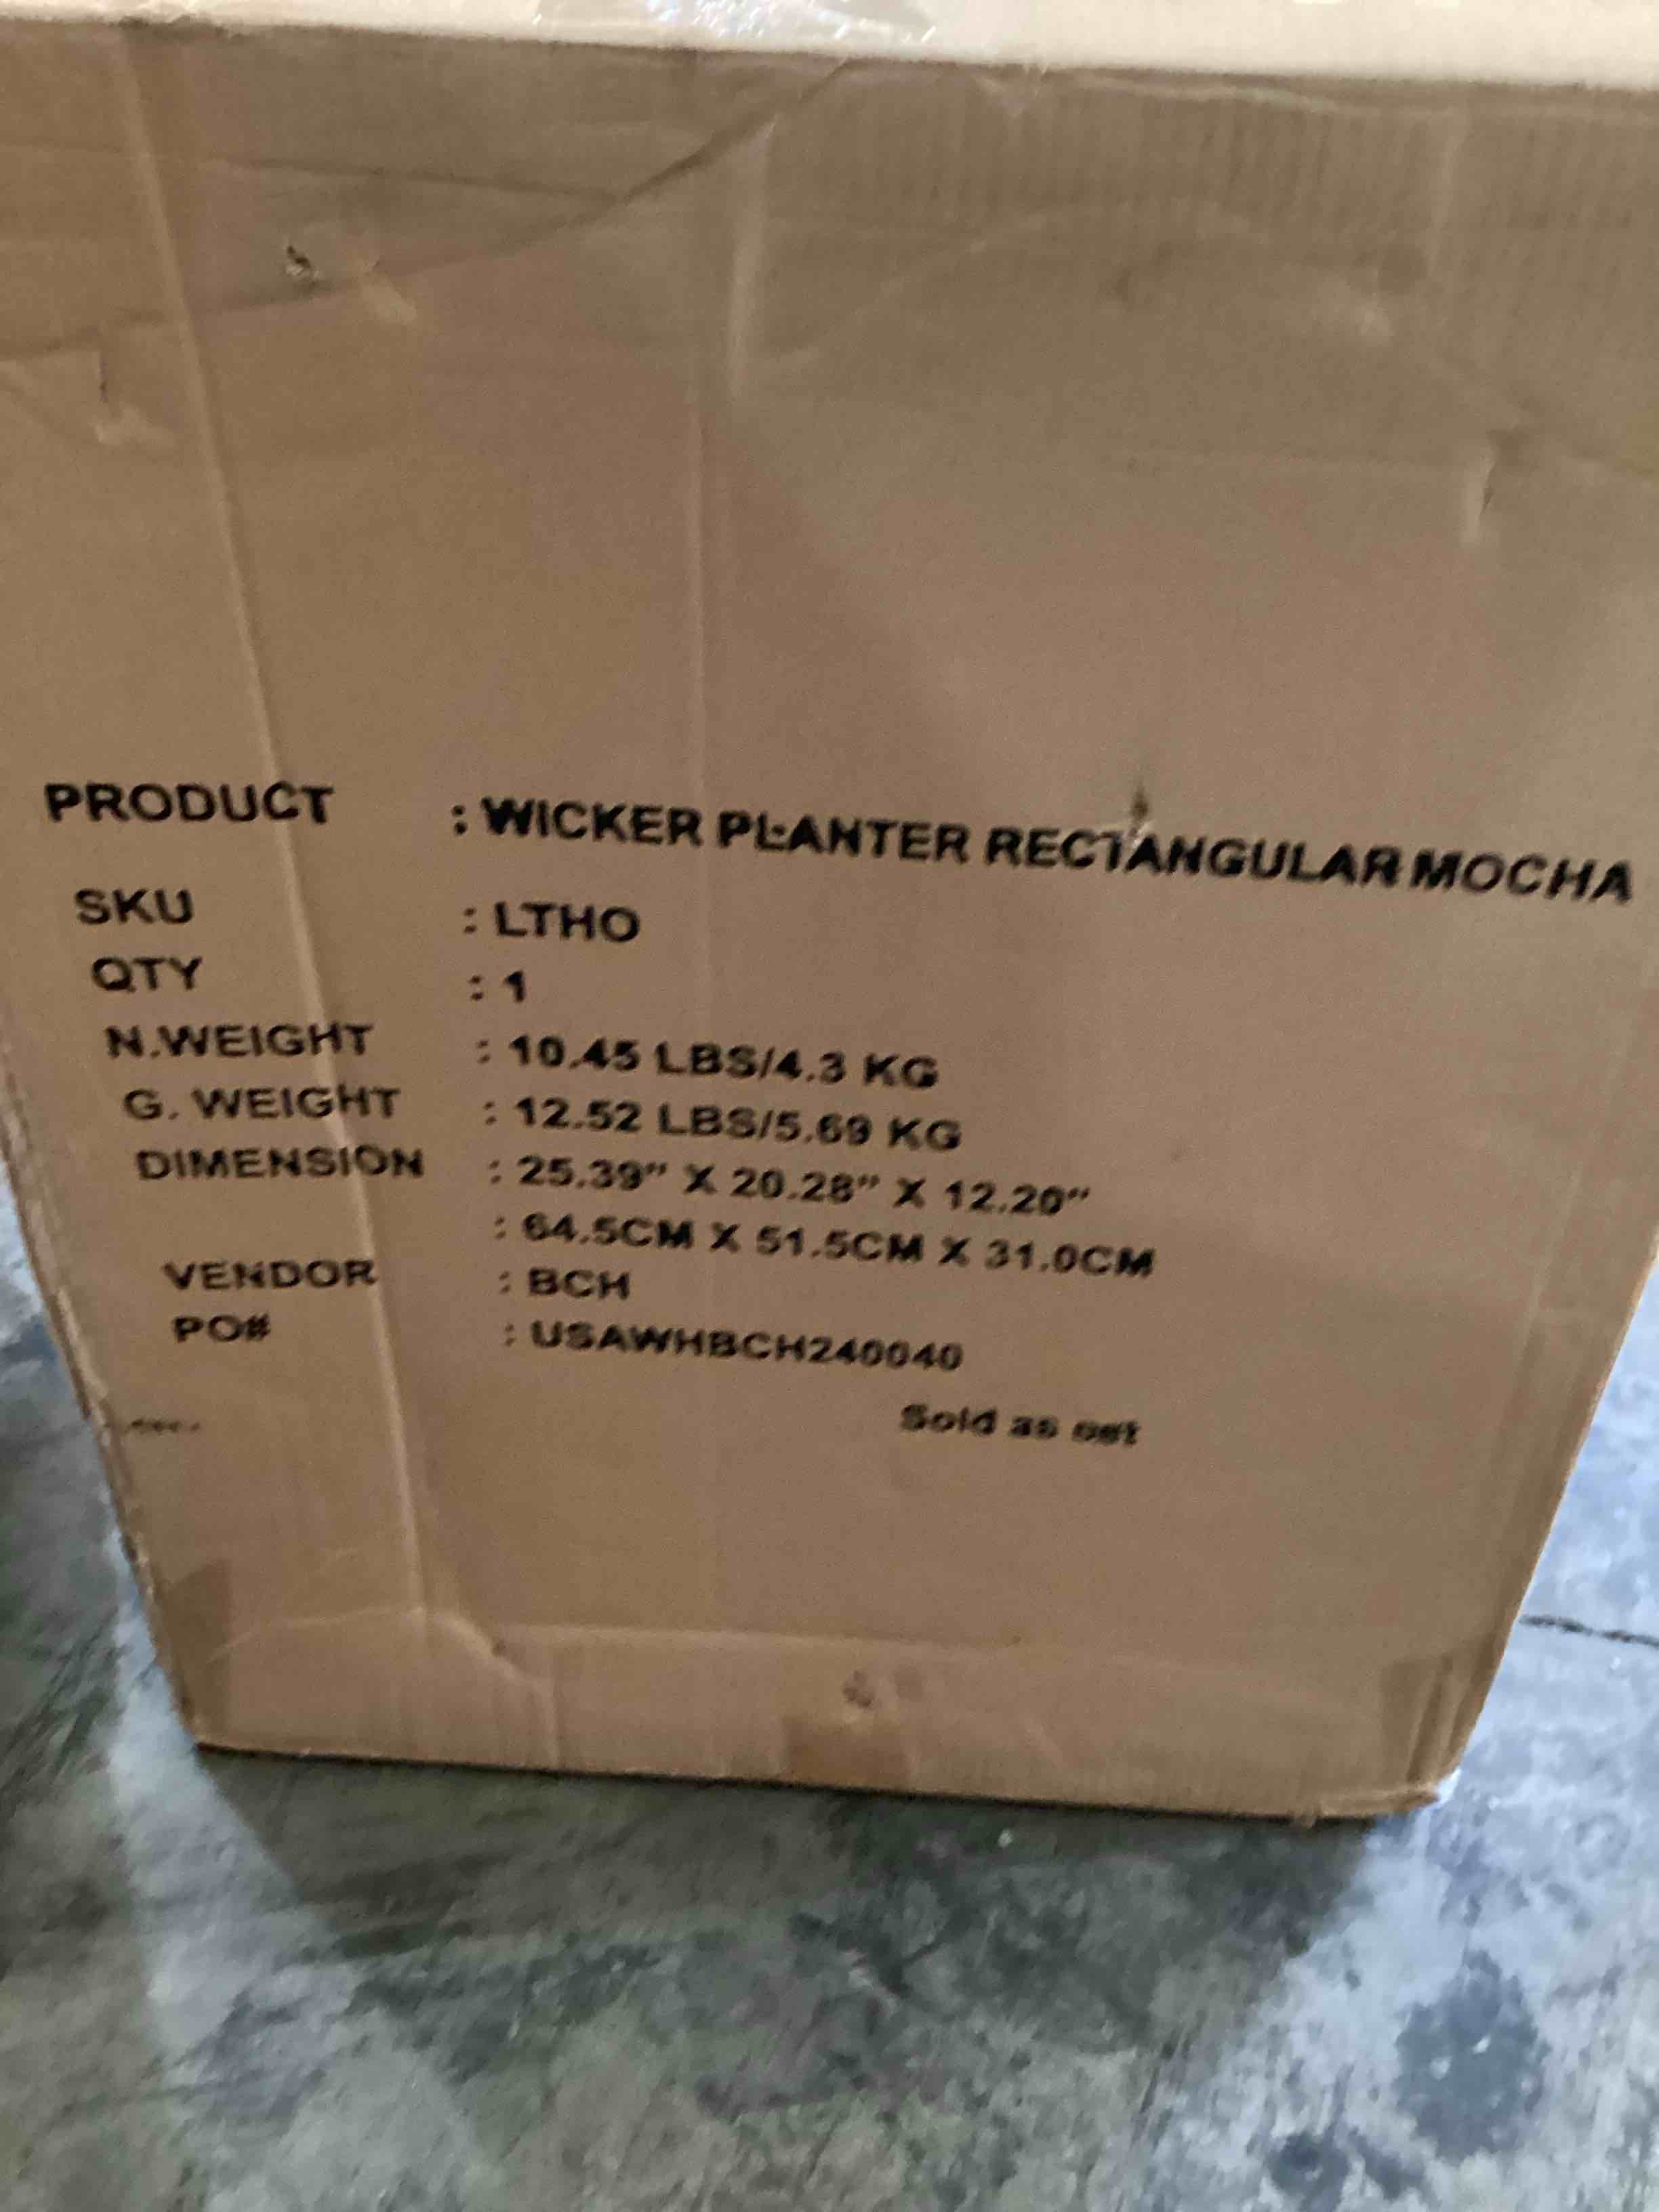 PRODUCT : WICKER PLANTER RECTANGULAR MOCHA
SKU : LTHO
QTY : 1
N.WEIGHT : 10.45 LBS/4.3 KG
G. WEIGHT : 12.52 LBS/5.69 KG
DIMENSION : 25.39" X 20.28" X 12.20"
: 64.5CM X 51.5CM X 31.0CM
VENDOR : BCH
PO# : USAWHBCH240040
Sold as set